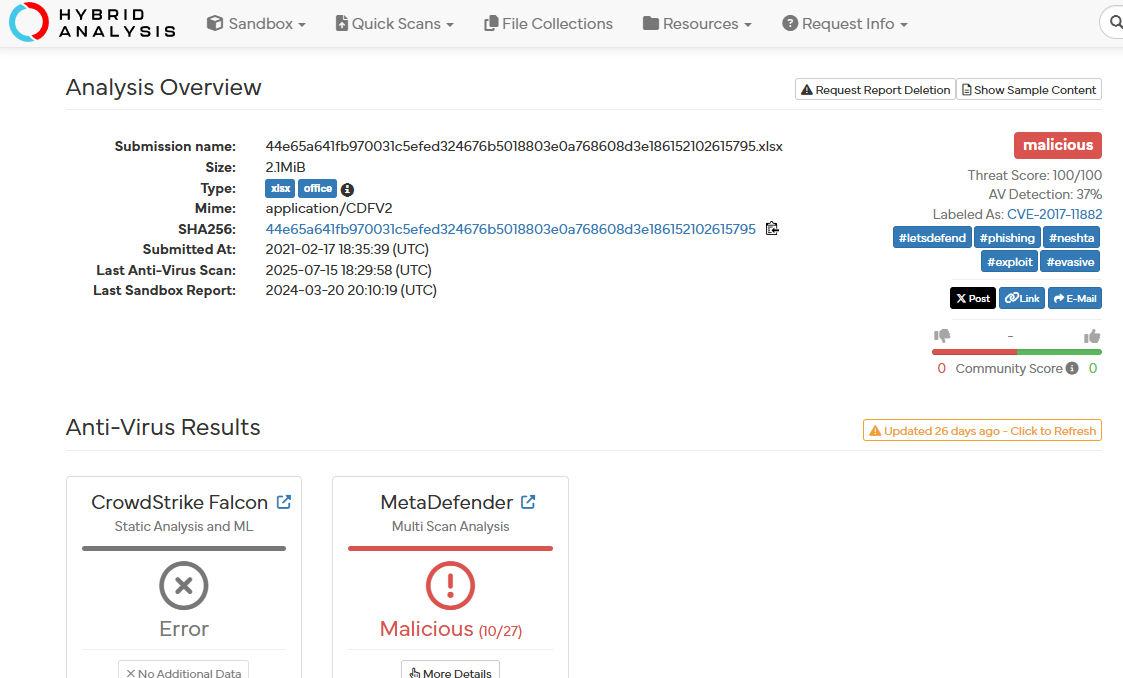 HYBRID
ANALYSIS
Sandbox
Quick Scans
File Collections
Resources
Request Info
Analysis Overview
Request Report Deletion
Show Sample Content
Submission name: 44e65a641fb970031c5efed324676b5018803e0a768608d3e186152102615795.xlsx
Size: 2.1MiB
Type: xlsx office
Mime: application/CDFV2
SHA256: 44e65a641fb970031c5efed324676b5018803e0a768608d3e186152102615795
Submitted At: 2021-02-17 18:35:39 (UTC)
Last Anti-Virus Scan: 2025-07-15 18:29:58 (UTC)
Last Sandbox Report: 2024-03-20 20:10:19 (UTC)
malicious
Threat Score: 100/100
AV Detection: 37%
Labeled As: CVE-2017-11882
#letsdefend #phishing #neshta
#exploit #evasive
X Post Link E-Mail
-
0 Community Score 0
Anti-Virus Results
Updated 26 days ago - Click to Refresh
CrowdStrike Falcon
Static Analysis and ML
Error
No Additional Data
MetaDefender
Multi Scan Analysis
Malicious (10/27)
More Details